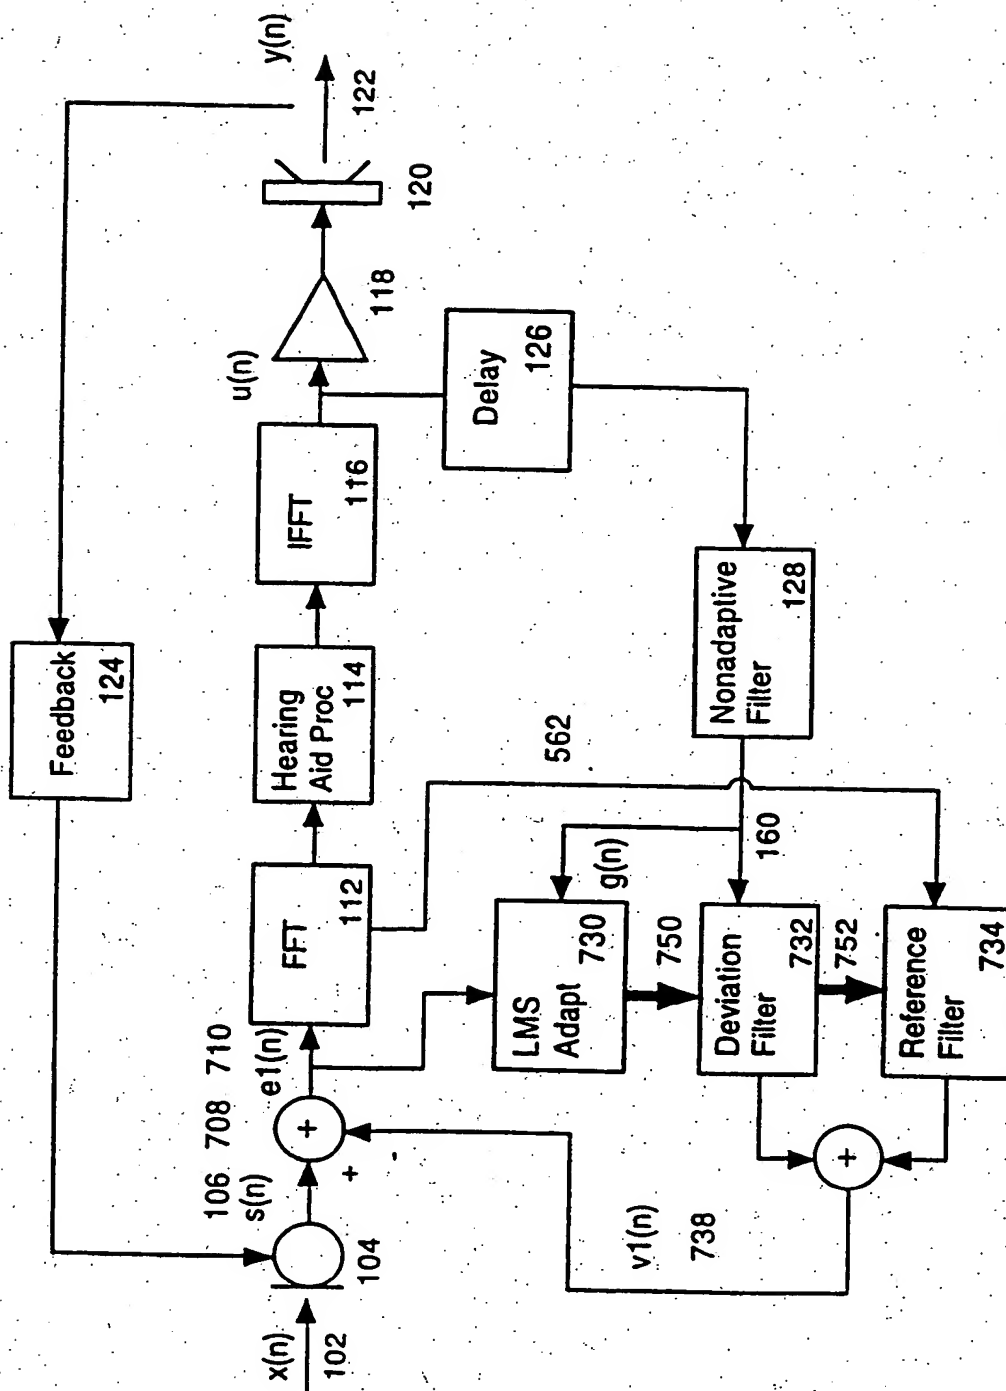 x(n)
102
104
106
s(n)
708
+
+
710
e1(n)
FFT
112
Hearing
Aid Proc
114
IFFT
116
u(n)
118
120
y(n)
122
Feedback
124
Delay
126
Nonadaptive
Filter
128
562
g(n)
160
LMS
Adapt
730
750
Deviation
Filter
732
752
Reference
Filter
734
+
v1(n)
738